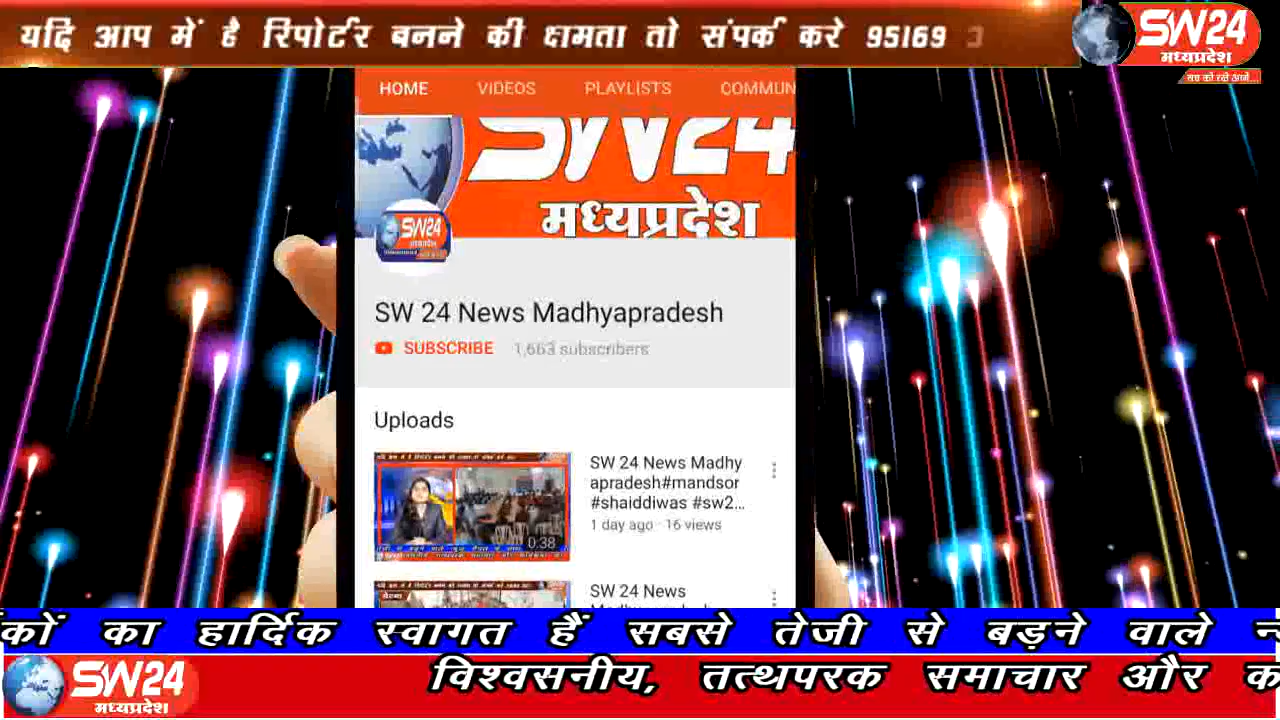 यदि आप में है रिपोर्टर बनने की क्षमता तो संपर्क करे 95169
SW24
मध्यप्रदेश
HOME VIDEOS PLAYLISTS COMMUN
SW24
मध्यप्रदेश
SW24
SW 24 News Madhyapradesh
SUBSCRIBE 1,663 subscribers
Uploads
SW 24 News Madhy
apradesh#mandsor
#shaiddiwas #sw2...
1 day ago · 16 views
0:38
SW 24 News
कों का हार्दिक स्वागत हैं सबसे तेजी से बड़ने वाले
SW24
मध्यप्रदेश
विश्वसनीय, तत्थपरक समाचार और